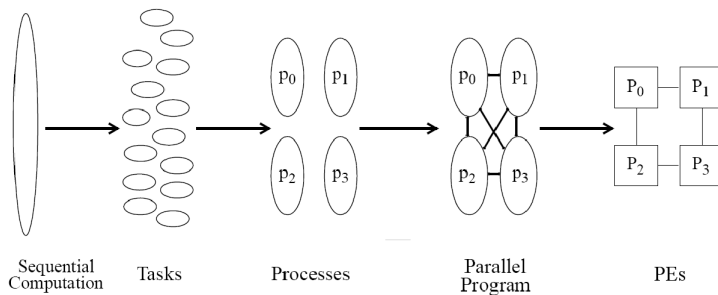 p0 p1
p2 p3
p0 p1
p2 p3
P0 P1
P2 P3
Sequential
Computation
Tasks
Processes
Parallel
Program
PEs